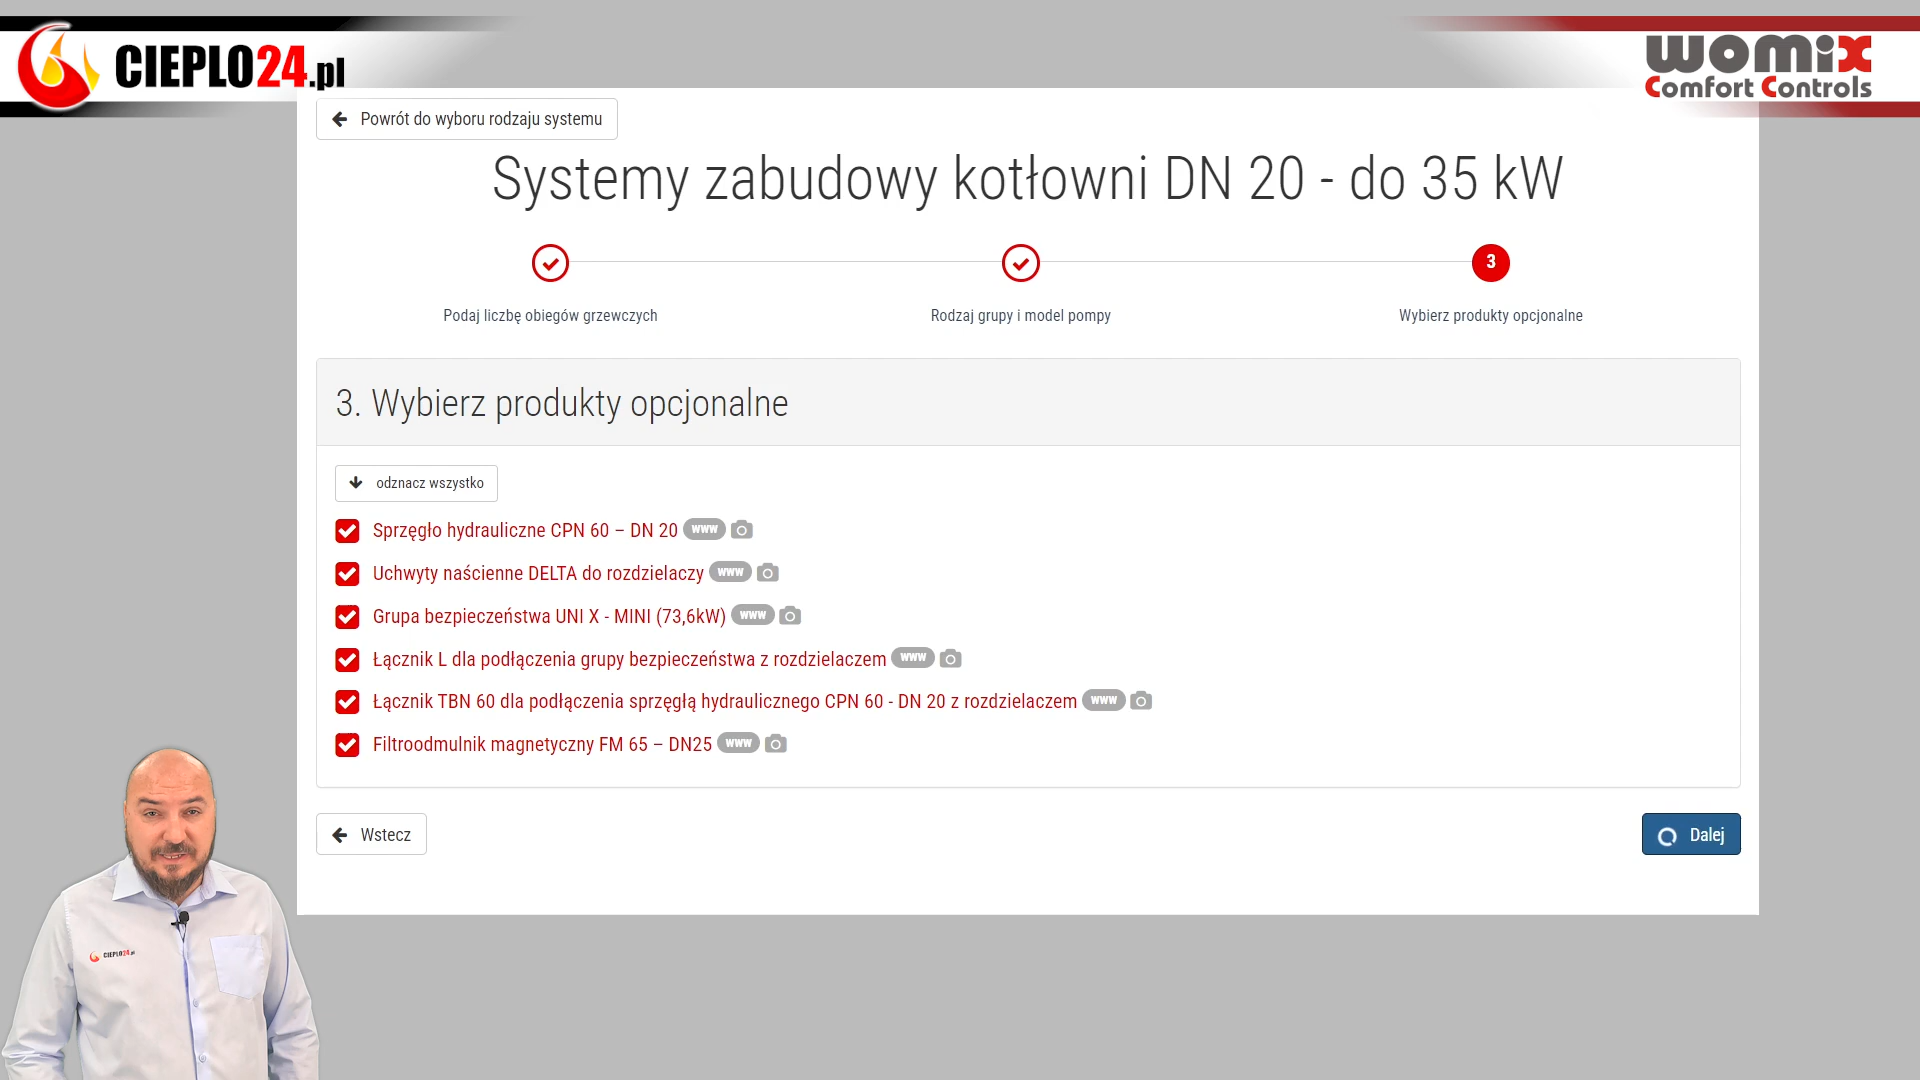 CIEPLO24.pl
womix
Comfort Controls
Powrót do wyboru rodzaju systemu
Systemy zabudowy kotłowni DN 20 - do 35 kW
3
Podaj liczbę obiegów grzewczych
Rodzaj grupy i model pompy
Wybierz produkty opcjonalne
3. Wybierz produkty opcjonalne
odznacz wszystko
Sprzęgło hydrauliczne CPN 60 – DN 20 www
Uchwyty naścienne DELTA do rozdzielaczy www
Grupa bezpieczeństwa UNI X - MINI (73,6kW) www
Łącznik L dla podłączenia grupy bezpieczeństwa z rozdzielaczem www
Łącznik TBN 60 dla podłączenia sprzęgłą hydraulicznego CPN 60 - DN 20 z rozdzielaczem www
Filtroodmulnik magnetyczny FM 65 – DN25 www
Wstecz
Dalej
CIEPLO24.pl